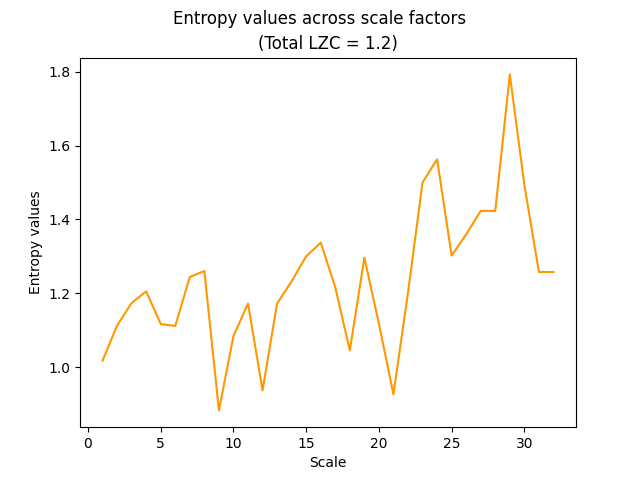 Entropy values across scale factors
(Total LZC = 1.2)
1.8
1.6
1.4
1.2
1.0
Entropy values
0 5 10 15 20 25 30
Scale